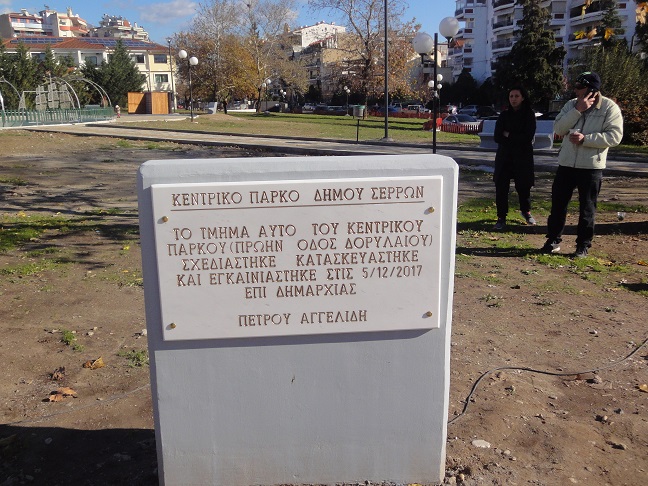 ΚΕΝΤΡΙΚΟ ΠΑΡΚΟ ΔΗΜΟΥ ΣΕΡΡΩΝ
ΤΟ ΤΜΗΜΑ ΑΥΤΟ ΤΟΥ ΚΕΝΤΡΙΚΟΥ
ΠΑΡΚΟΥ (ΠΡΩΗΝ ΟΔΟΣ ΔΟΡΥΛΑΙΟΥ)
ΣΧΕΔΙΑΣΤΗΚΕ ΚΑΤΑΣΚΕΥΑΣΤΗΚΕ
ΚΑΙ ΕΓΚΑΙΝΙΑΣΤΗΚΕ ΣΤΙΣ 5/12/2017
ΕΠΙ ΔΗΜΑΡΧΙΑΣ
ΠΕΤΡΟΥ ΑΓΓΕΛΙΔΗ